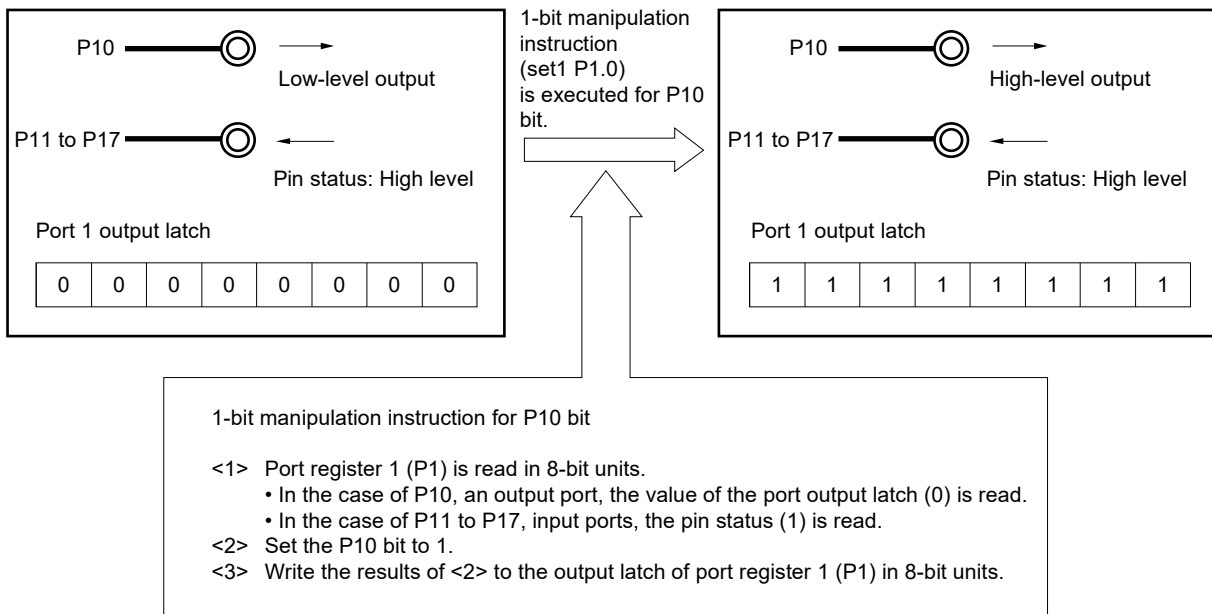 P10
Low-level output
P11 to P17
Pin status: High level
Port 1 output latch
0 0 0 0 0 0 0 0
1-bit manipulation
instruction
(set1 P1.0)
is executed for P10
bit.
P10
High-level output
P11 to P17
Pin status: High level
Port 1 output latch
1 1 1 1 1 1 1 1
1-bit manipulation instruction for P10 bit
<1> Port register 1 (P1) is read in 8-bit units.
• In the case of P10, an output port, the value of the port output latch (0) is read.
• In the case of P11 to P17, input ports, the pin status (1) is read.
<2> Set the P10 bit to 1.
<3> Write the results of <2> to the output latch of port register 1 (P1) in 8-bit units.